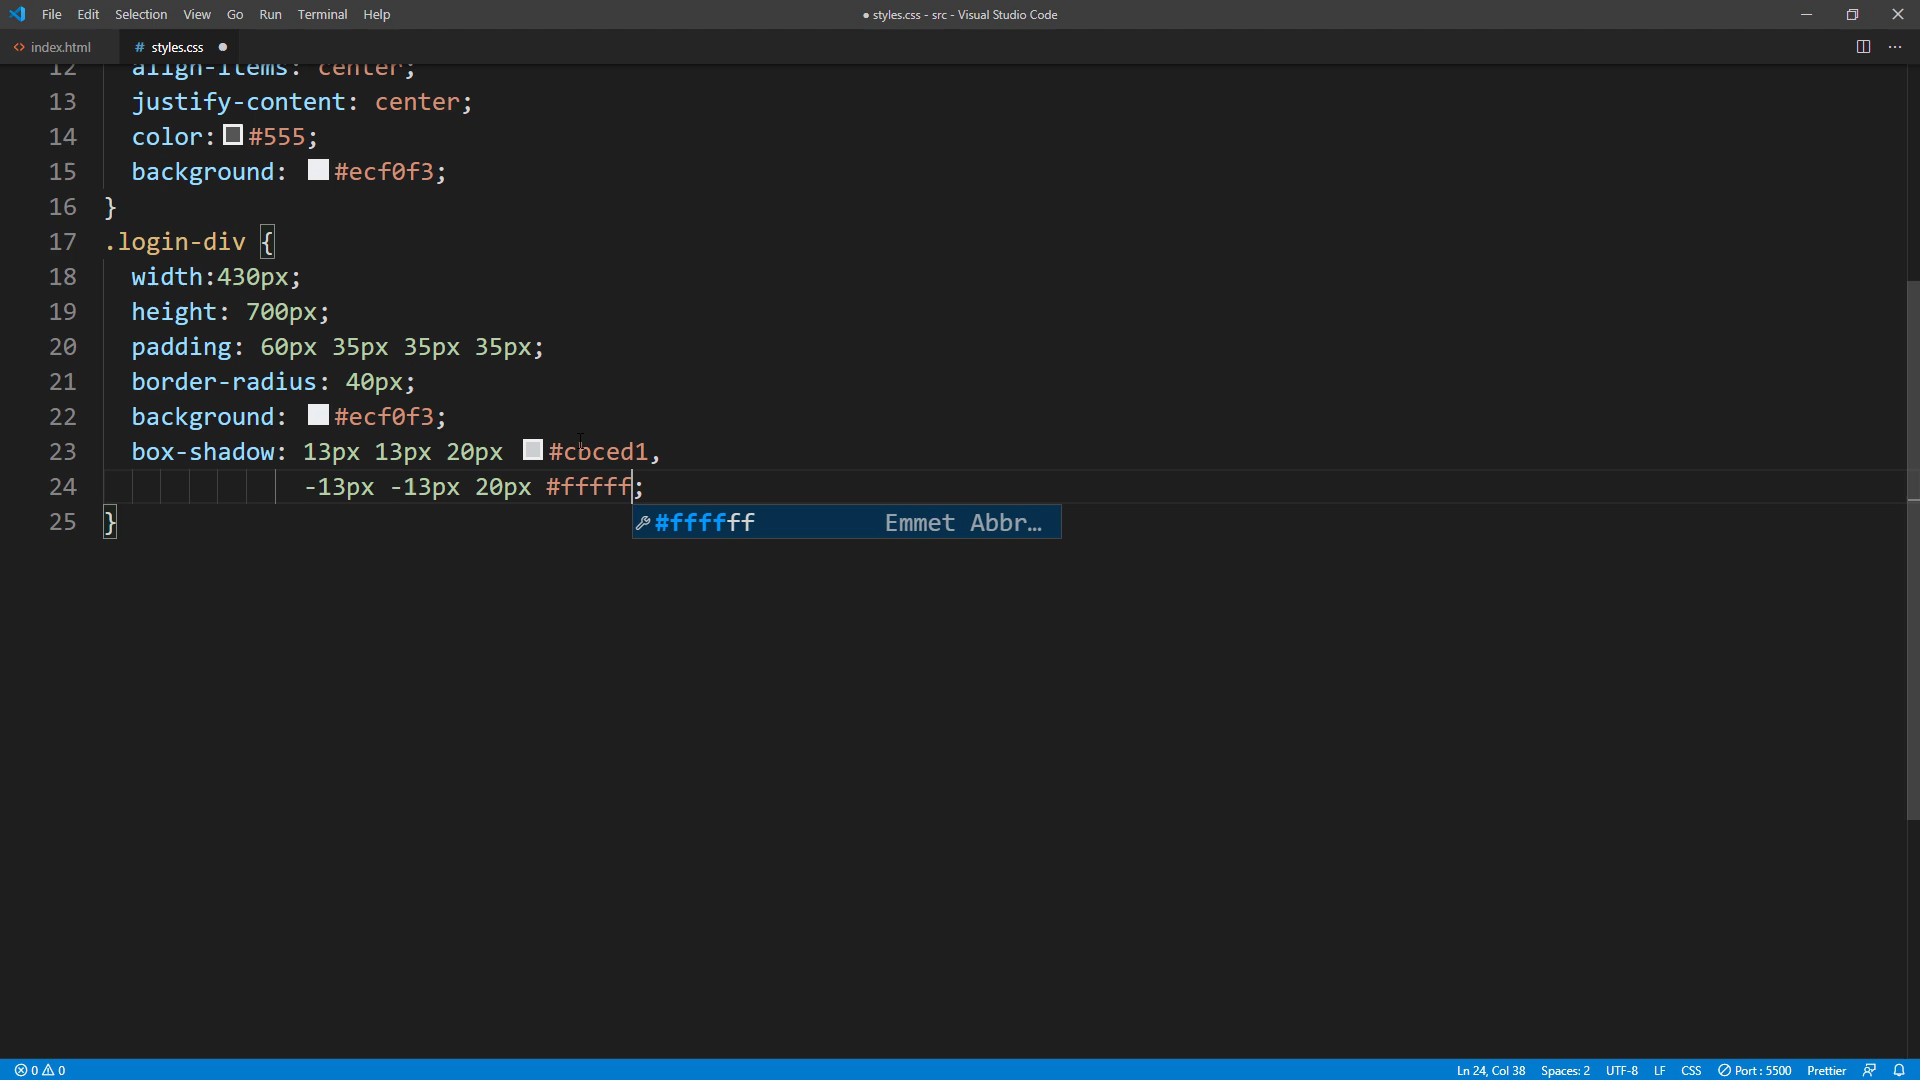 File Edit Selection View Go Run Terminal Help
● styles.css - src - Visual Studio Code
<> index.html
# styles.css ●
12 align-items: center;
13 justify-content: center;
14 color: #555;
15 background: #ecf0f3;
16 }
17 .login-div {
18 width:430px;
19 height: 700px;
20 padding: 60px 35px 35px 35px;
21 border-radius: 40px;
22 background: #ecf0f3;
23 box-shadow: 13px 13px 20px #cbced1,
24 -13px -13px 20px #fffff;
25 }
#ffffff Emmet Abbr...
0 0 Ln 24, Col 38 Spaces: 2 UTF-8 LF CSS Port : 5500 Prettier